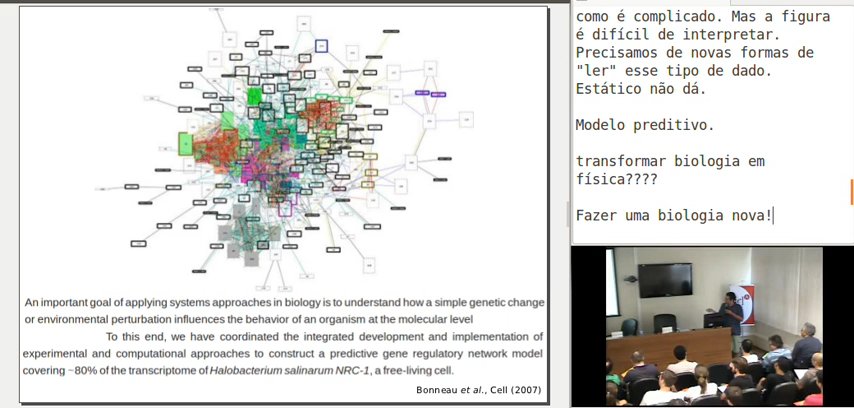 An important goal of applying systems approaches in biology is to understand how a simple genetic change
or environmental perturbation influences the behavior of an organism at the molecular level
To this end, we have coordinated the integrated development and implementation of
experimental and computational approaches to construct a predictive gene regulatory network model
covering ~80% of the transcriptome of Halobacterium salinarum NRC-1, a free-living cell.
Bonneau et al., Cell (2007)
como é complicado. Mas a figura
é difícil de interpretar.
Precisamos de novas formas de
"ler" esse tipo de dado.
Estático não dá.
Modelo preditivo.
transformar biologia em
física????
Fazer uma biologia nova!